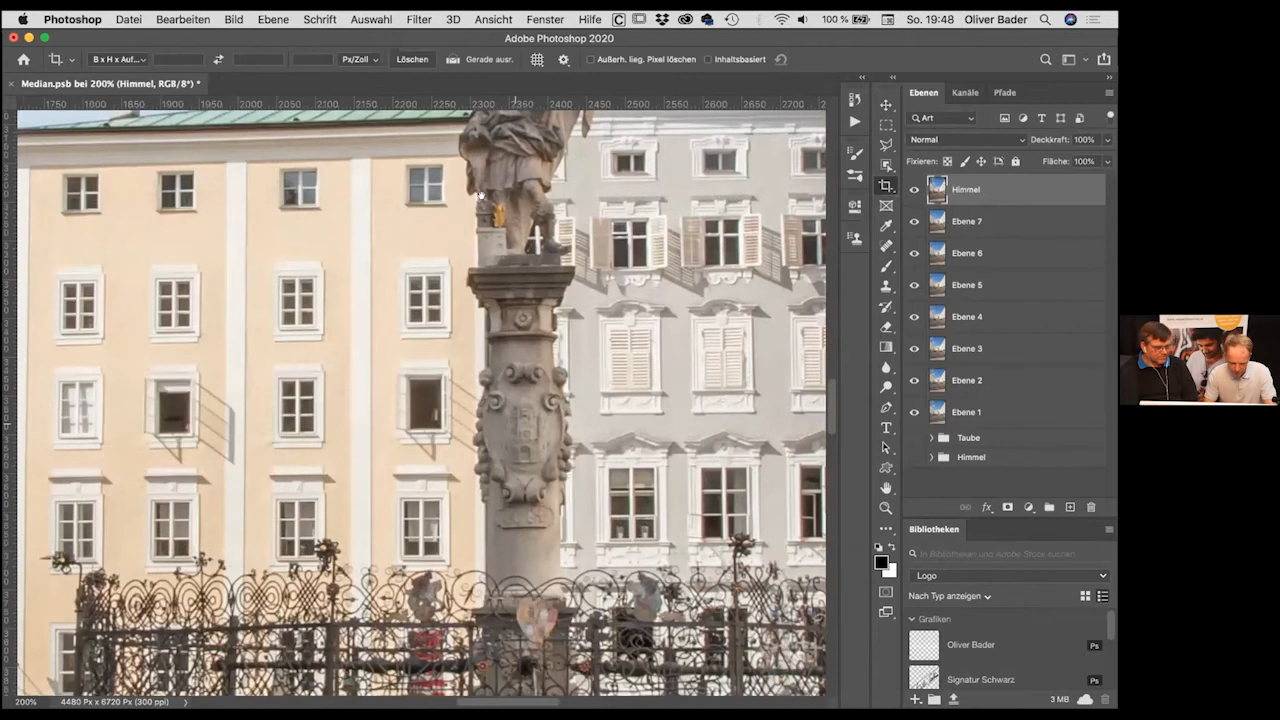 Photoshop Datei Bearbeiten Bild Ebene Schrift Auswahl Filter 3D Ansicht Fenster Hilfe 100 % So. 19:48 Oliver Bader
Adobe Photoshop 2020
B x H x Auf... Px/Zoll Löschen Gerade ausr. Außerh. lieg. Pixel löschen Inhaltsbasiert
× Median.psb bei 200% (Himmel, RGB/8*) *
1750 1800 1850 1900 1950 2000 2050 2100 2150 2200 2250 2300 2350 2400 2450 2500 2550 2600 2650 2700
Ebenen Kanäle Pfade
Art
Normal Deckkraft: 100%
Fixieren: Fläche: 100%
Himmel
Ebene 7
Ebene 6
Ebene 5
Ebene 4
Ebene 3
Ebene 2
Ebene 1
Taube
Himmel
fx
Bibliotheken
In Bibliotheken und Adobe Stock suchen
Logo
Nach Typ anzeigen
Grafiken
Oliver Bader Ps
Signatur Schwarz Ps
200% 4480 Px x 6720 Px (300 ppi) 3 MB